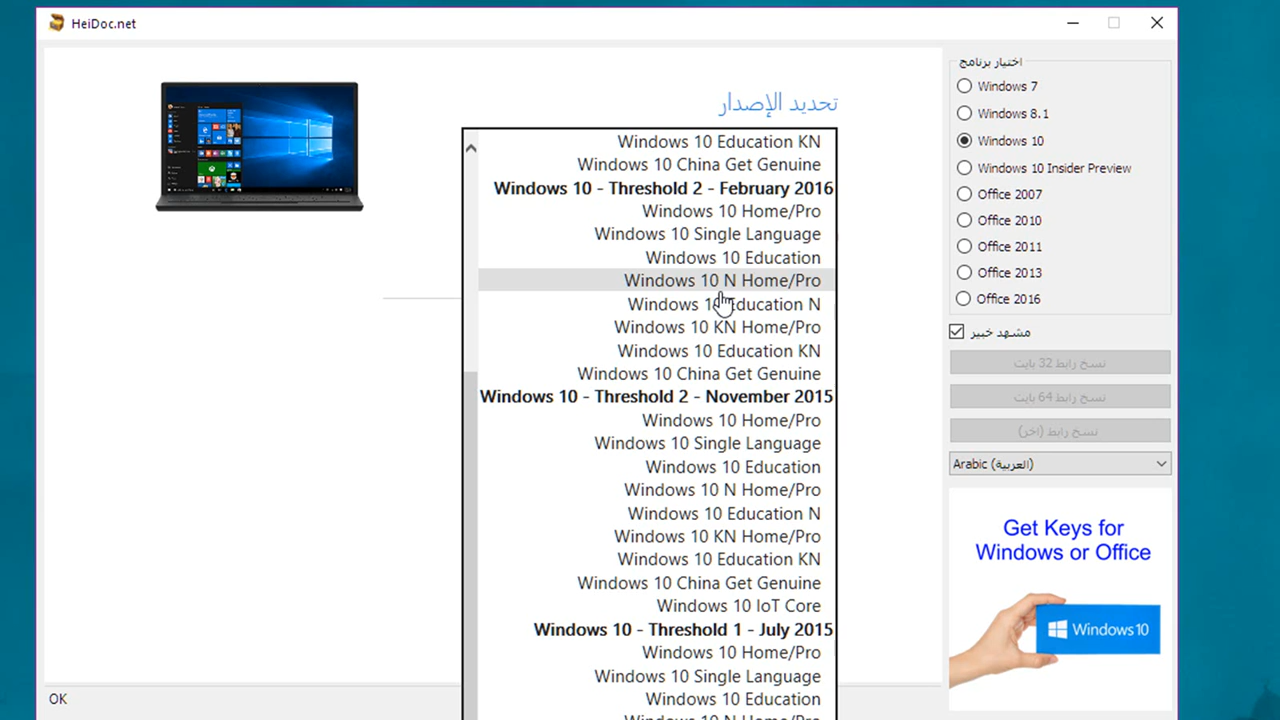 HeiDoc.net
تحديد الإصدار
Windows 10 Education KN
Windows 10 China Get Genuine
Windows 10 - Threshold 2 - February 2016
Windows 10 Home/Pro
Windows 10 Single Language
Windows 10 Education
Windows 10 N Home/Pro
Windows 10 Education N
Windows 10 KN Home/Pro
Windows 10 Education KN
Windows 10 China Get Genuine
Windows 10 - Threshold 2 - November 2015
Windows 10 Home/Pro
Windows 10 Single Language
Windows 10 Education
Windows 10 N Home/Pro
Windows 10 Education N
Windows 10 KN Home/Pro
Windows 10 Education KN
Windows 10 China Get Genuine
Windows 10 IoT Core
Windows 10 - Threshold 1 - July 2015
Windows 10 Home/Pro
Windows 10 Single Language
Windows 10 Education
Windows 10 N Home/Pro
اختيار برنامج
Windows 7
Windows 8.1
Windows 10
Windows 10 Insider Preview
Office 2007
Office 2010
Office 2011
Office 2013
Office 2016
مشهد خبير
نسخ رابط 32 بايت
نسخ رابط 64 بايت
نسخ رابط (اخر)
Arabic (العربية)
Get Keys for
Windows or Office
Windows10
OK